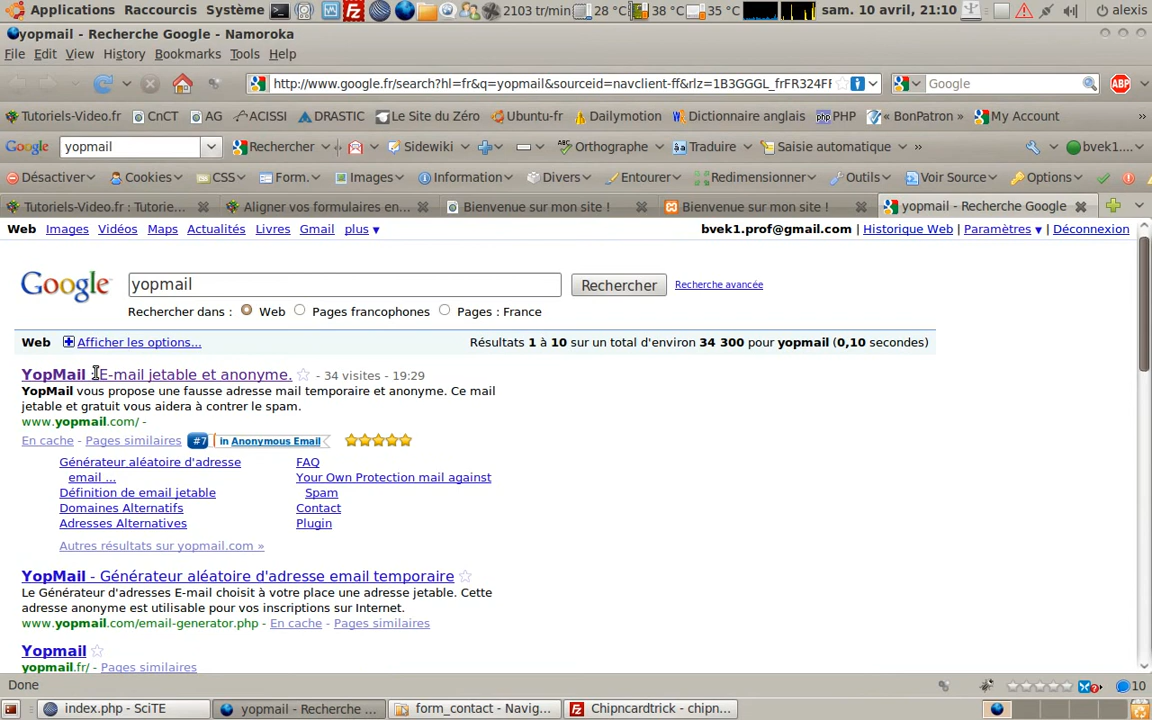 Applications Raccourcis Système 2103 tr/min 28 °C 38 °C 35 °C sam. 10 avril, 21:10 alexis
yopmail - Recherche Google - Namoroka
File Edit View History Bookmarks Tools Help
http://www.google.fr/search?hl=fr&q=yopmail&sourceid=navclient-ff&rlz=1B3GGGL_frFR324FF Google ABP
Tutoriels-Video.fr CnCT AG ACISSI DRASTIC Le Site du Zéro Ubuntu-fr Dailymotion Dictionnaire anglais PHP « BonPatron » My Account »
Google yopmail Rechercher Sidewiki Orthographe Traduire Saisie automatique » bvek1....
Désactiver Cookies CSS Form. Images Information Divers Entourer Redimensionner Outils Voir Source Options
Tutoriels-Video.fr : Tutorie... Aligner vos formulaires en... Bienvenue sur mon site ! Bienvenue sur mon site ! yopmail - Recherche Google
Web Images Vidéos Maps Actualités Livres Gmail plus ▼ bvek1.prof@gmail.com | Historique Web | Paramètres ▼ | Déconnexion
Google yopmail Rechercher Recherche avancée
Rechercher dans : Web Pages francophones Pages : France
Web Afficher les options... Résultats 1 à 10 sur un total d'environ 34 300 pour yopmail (0,10 secondes)
YopMail - E-mail jetable et anonyme. - 34 visites - 19:29
YopMail vous propose une fausse adresse mail temporaire et anonyme. Ce mail
jetable et gratuit vous aidera à contrer le spam.
www.yopmail.com/ -
En cache - Pages similaires #7 in Anonymous Email
Générateur aléatoire d'adresse email ... FAQ
Your Own Protection mail against Spam
Définition de email jetable
Domaines Alternatifs Contact
Adresses Alternatives Plugin
Autres résultats sur yopmail.com »
YopMail - Générateur aléatoire d'adresse email temporaire
Le Générateur d'adresses E-mail choisit à votre place une adresse jetable. Cette
adresse anonyme est utilisable pour vos inscriptions sur Internet.
www.yopmail.com/email-generator.php - En cache - Pages similaires
Yopmail
yopmail.fr/ - Pages similaires
Done 10
index.php - SciTE yopmail - Recherche ... form_contact - Navig... Chipncardtrick - chipn...